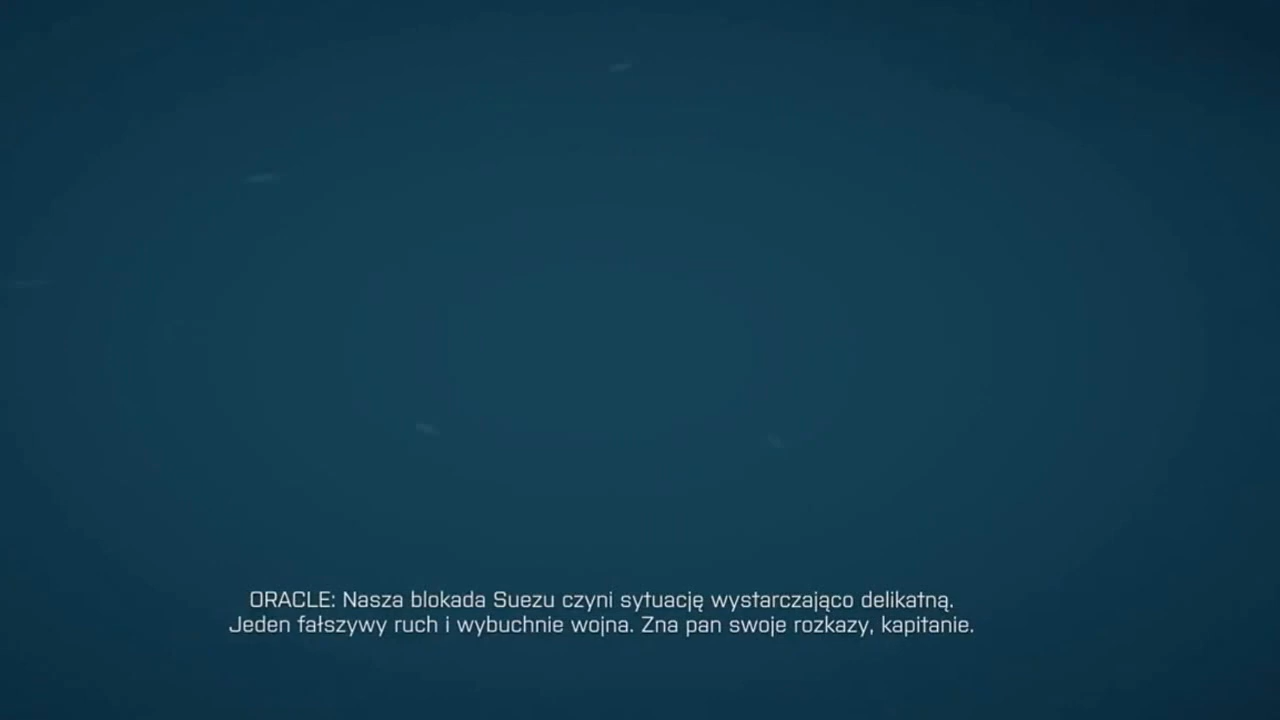 ORACLE: Nasza blokada Suezu czyni sytuację wystarczająco delikatną.
Jeden fałszywy ruch i wybuchnie wojna. Zna pan swoje rozkazy, kapitanie.